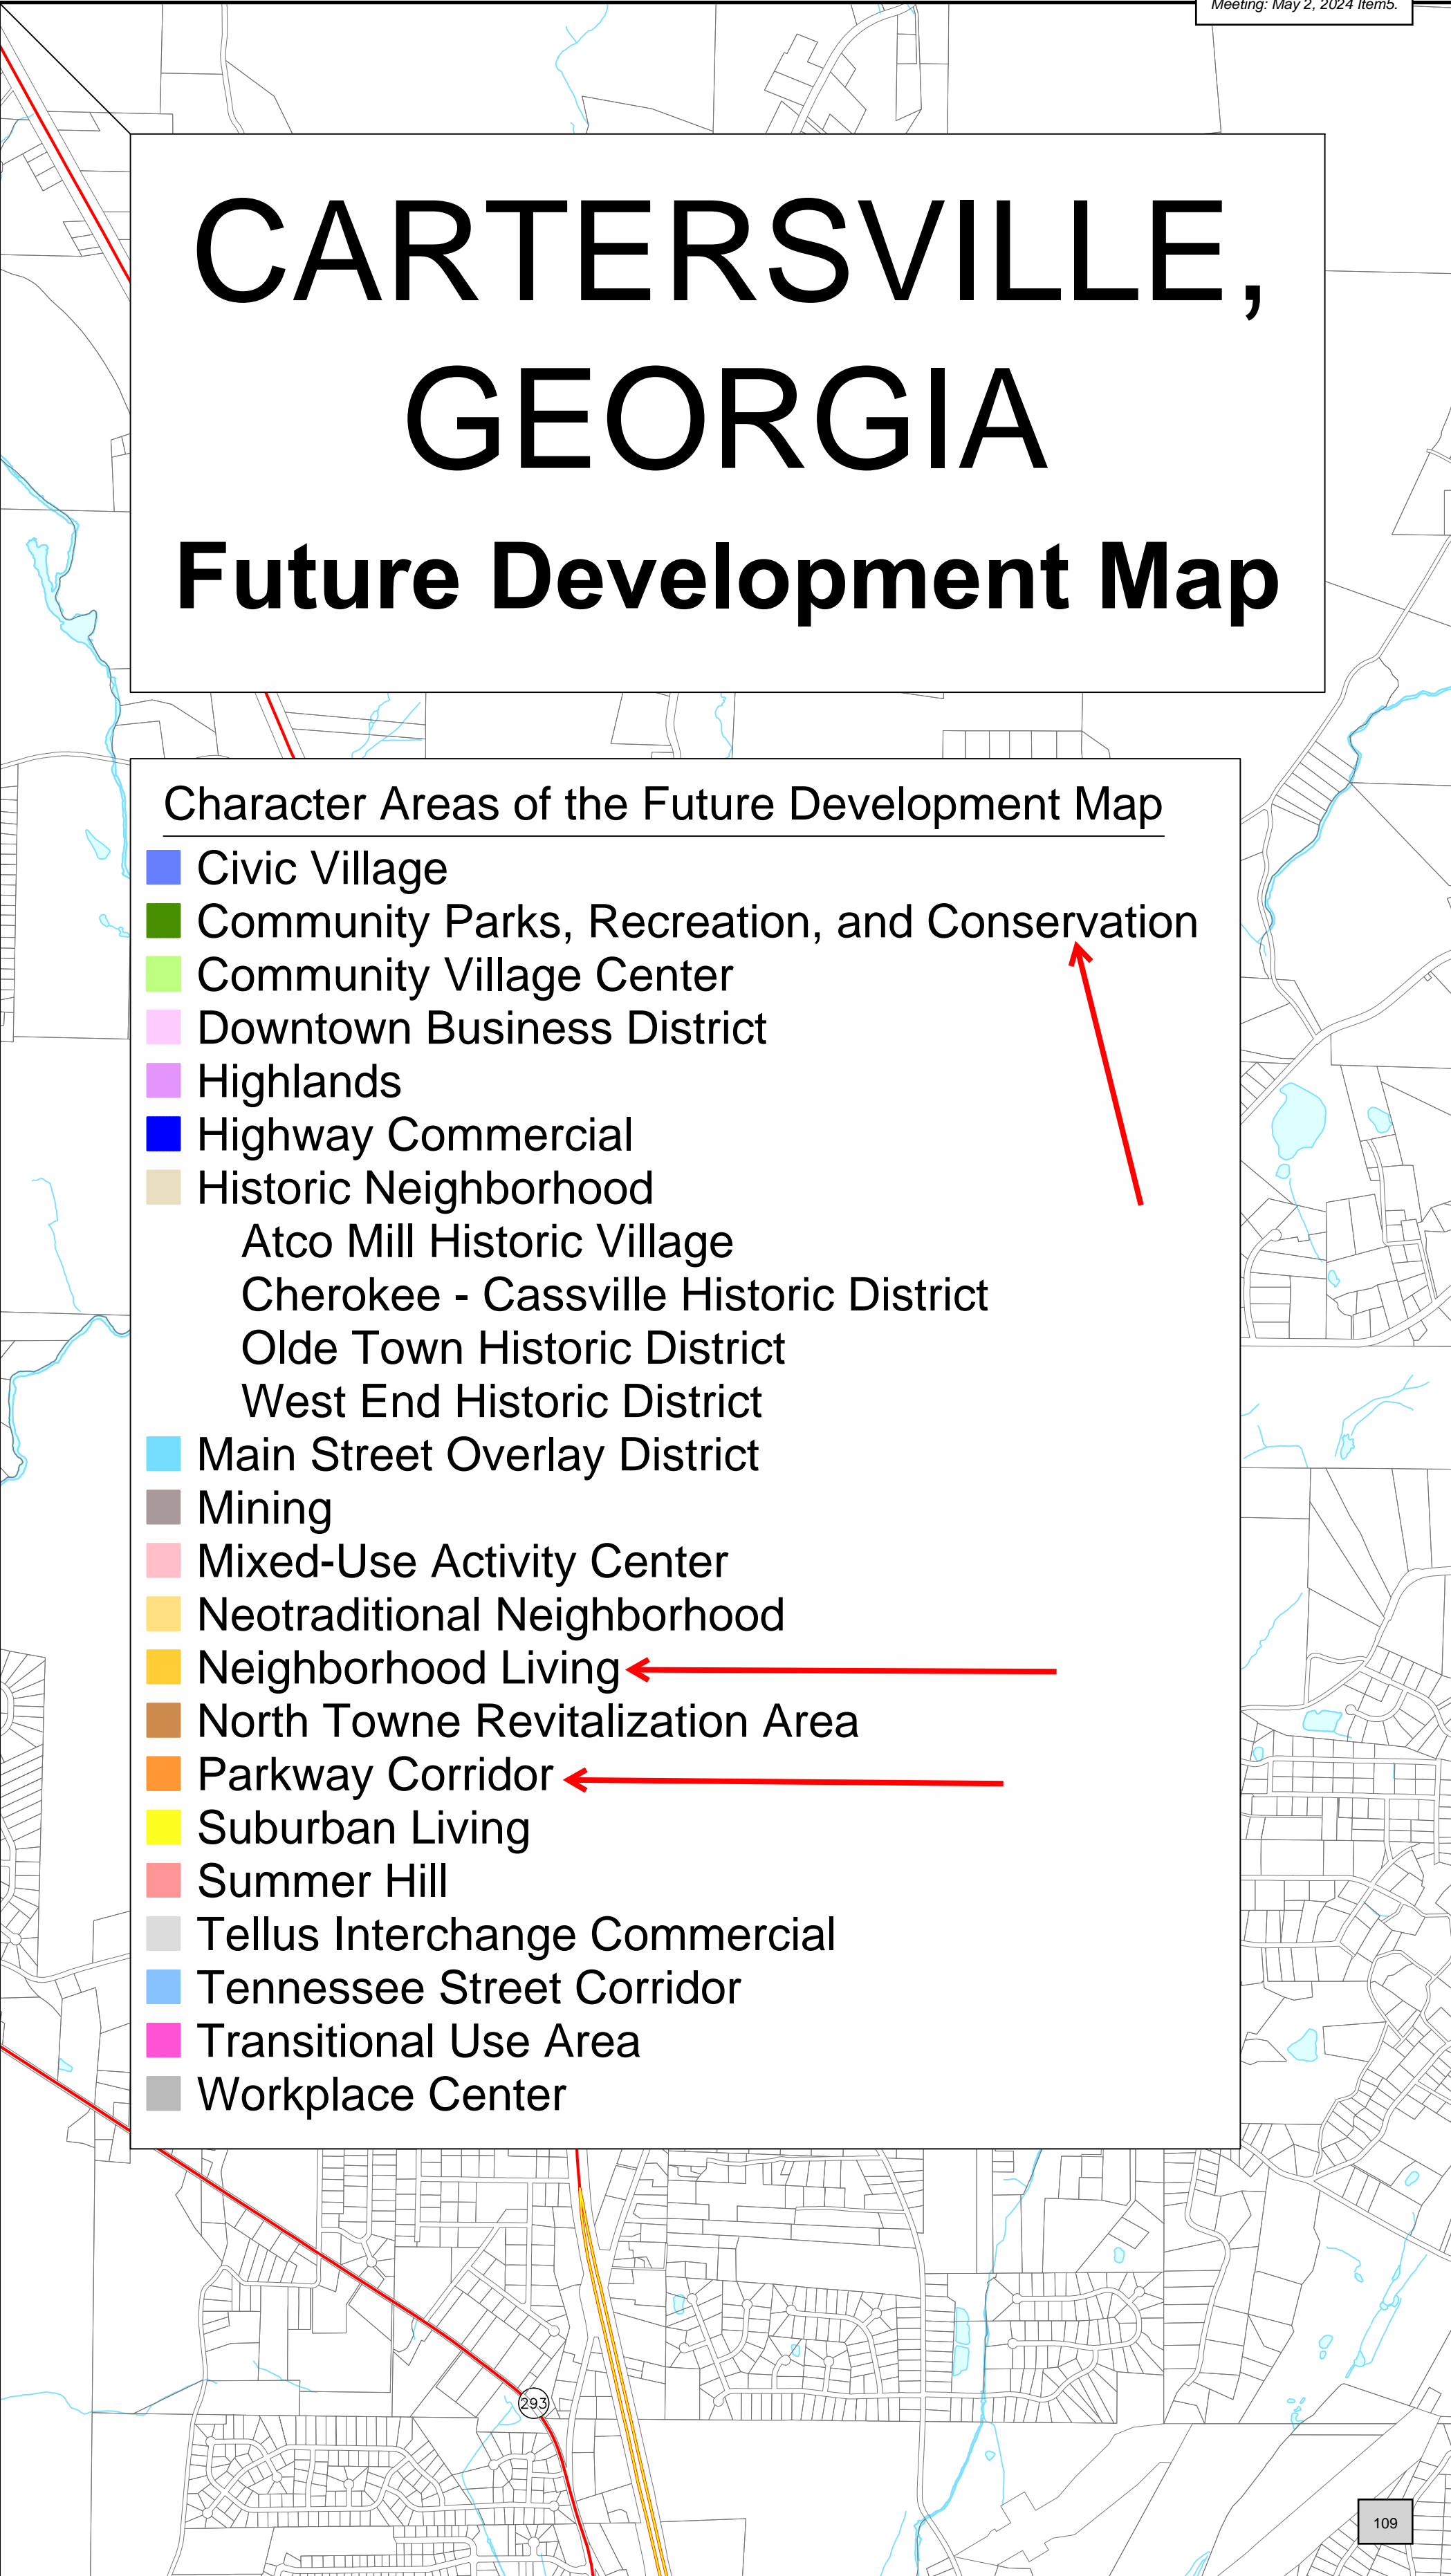 Meeting: May 2, 2024 Item5.
CARTERSVILLE,
GEORGIA
Future Development Map
Character Areas of the Future Development Map
Civic Village
Community Parks, Recreation, and Conservation
Community Village Center
Downtown Business District
Highlands
Highway Commercial
Historic Neighborhood
Atco Mill Historic Village
Cherokee - Cassville Historic District
Olde Town Historic District
West End Historic District
Main Street Overlay District
Mining
Mixed-Use Activity Center
Neotraditional Neighborhood
Neighborhood Living
North Towne Revitalization Area
Parkway Corridor
Suburban Living
Summer Hill
Tellus Interchange Commercial
Tennessee Street Corridor
Transitional Use Area
Workplace Center
293
109